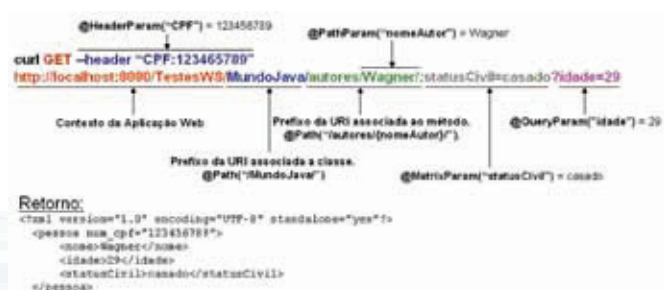 @HeaderParam("CPF") = 123456789
@PathParam("nomeAutor") = Wagner
curl GET –header "CPF:123465789"
http://localhost:8080/TestesWS/MundoJava/autores/Wagner/;statusCivil=casado?idade=29
Contexto da Aplicação Web
Prefixo da URI associada ao método.
@Path("/autores/{nomeAutor}/").
@QueryParam("idade") = 29
Prefixo da URI associada a classe.
@Path("/MundoJava/")
@MatrixParam("statusCivil") = casado
Retorno:
<?xml version="1.0" encoding="UTF-8" standalone="yes"?>
<pessoa num_cpf="123456789">
<nome>Wagner</nome>
<idade>29</idade>
<statusCivil>casado</statusCivil>
</pessoa>